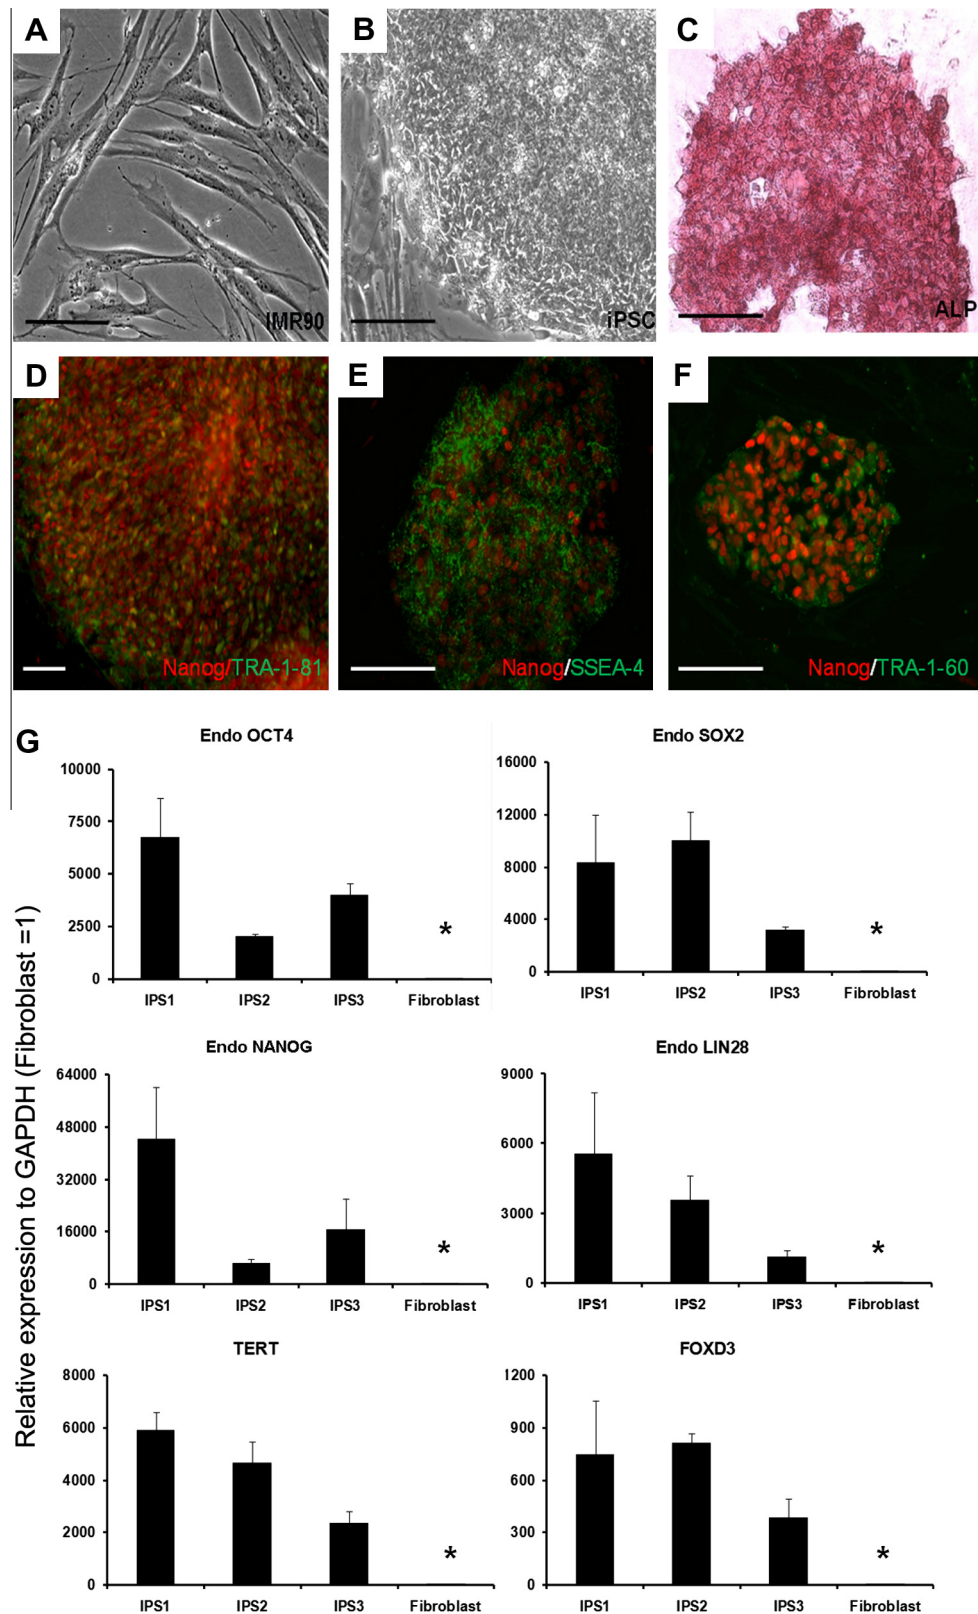 A
B
C
IMR90
iPSC
ALP
D
E
F
Nanog/TRA-1-81
Nanog/SSEA-4
Nanog/TRA-1-60
G
Relative expression to GAPDH (Fibroblast =1)
Endo OCT4
10000
7500
5000
2500
0
IPS1 IPS2 IPS3 Fibroblast
*
Endo SOX2
16000
12000
8000
4000
0
IPS1 IPS2 IPS3 Fibroblast
*
Endo NANOG
64000
48000
32000
16000
0
IPS1 IPS2 IPS3 Fibroblast
*
Endo LIN28
9000
6000
3000
0
IPS1 IPS2 IPS3 Fibroblast
*
TERT
8000
6000
4000
2000
0
IPS1 IPS2 IPS3 Fibroblast
*
FOXD3
1200
900
600
300
0
IPS1 IPS2 IPS3 Fibroblast
*